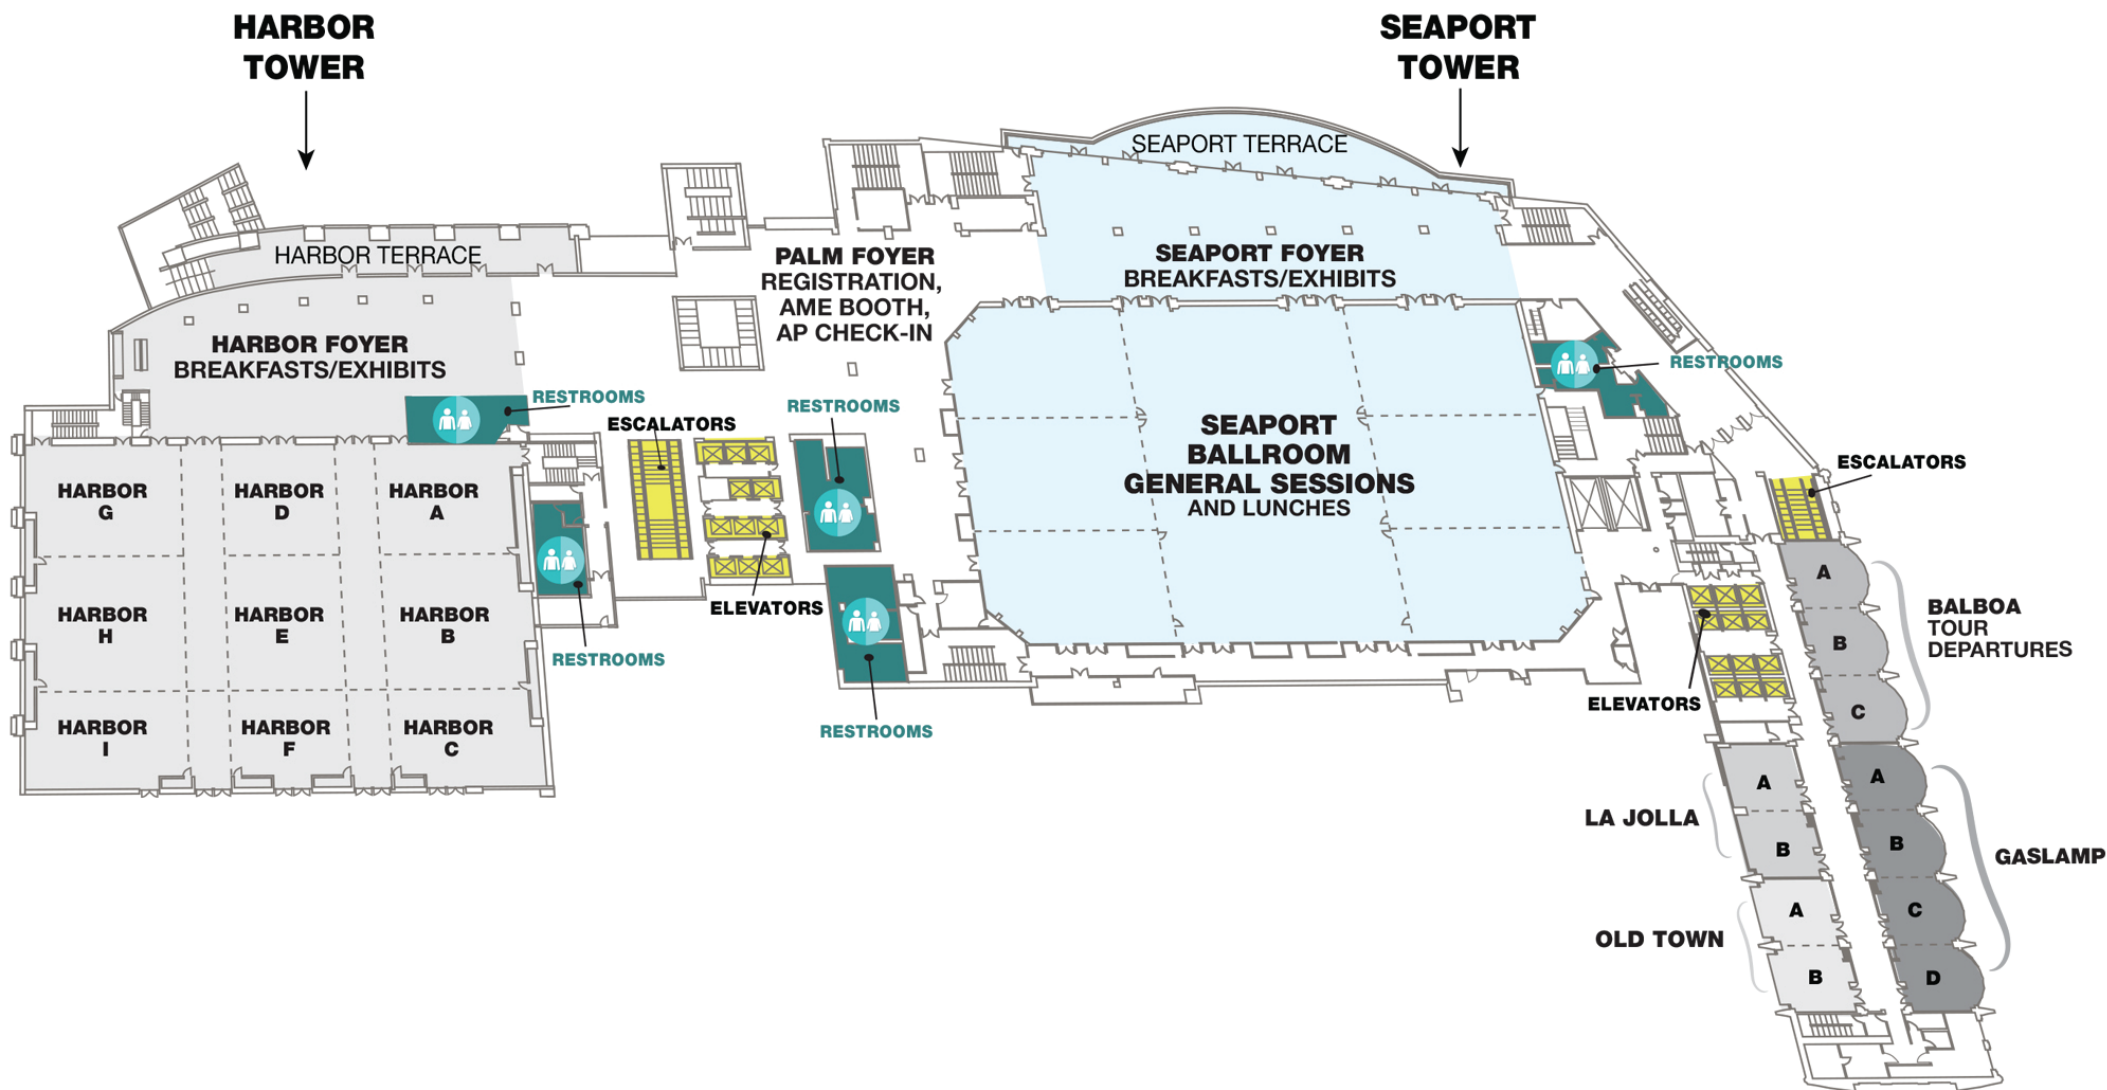 HARBOR
TOWER
SEAPORT
TOWER
SEAPORT TERRACE
HARBOR TERRACE
PALM FOYER
REGISTRATION,
AME BOOTH,
AP CHECK-IN
SEAPORT FOYER
BREAKFASTS/EXHIBITS
HARBOR FOYER
BREAKFASTS/EXHIBITS
RESTROOMS
RESTROOMS
RESTROOMS
ESCALATORS
SEAPORT
BALLROOM
GENERAL SESSIONS
AND LUNCHES
ESCALATORS
HARBOR
G
HARBOR
D
HARBOR
A
HARBOR
H
HARBOR
E
HARBOR
B
ELEVATORS
RESTROOMS
HARBOR
I
HARBOR
F
HARBOR
C
RESTROOMS
A
B
C
BALBOA
TOUR
DEPARTURES
ELEVATORS
A
B
LA JOLLA
A
B
C
D
GASLAMP
A
B
OLD TOWN